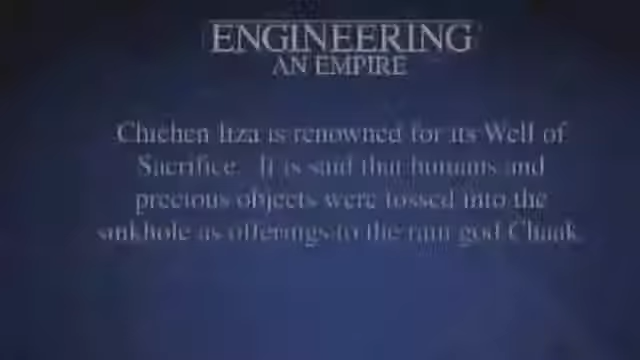 ENGINEERING
AN EMPIRE
Chichen Itza is renowned for its Well of
Sacrifice. It is said that humans and
precious objects were tossed into the
sinkhole as offerings to the rain god Chaak